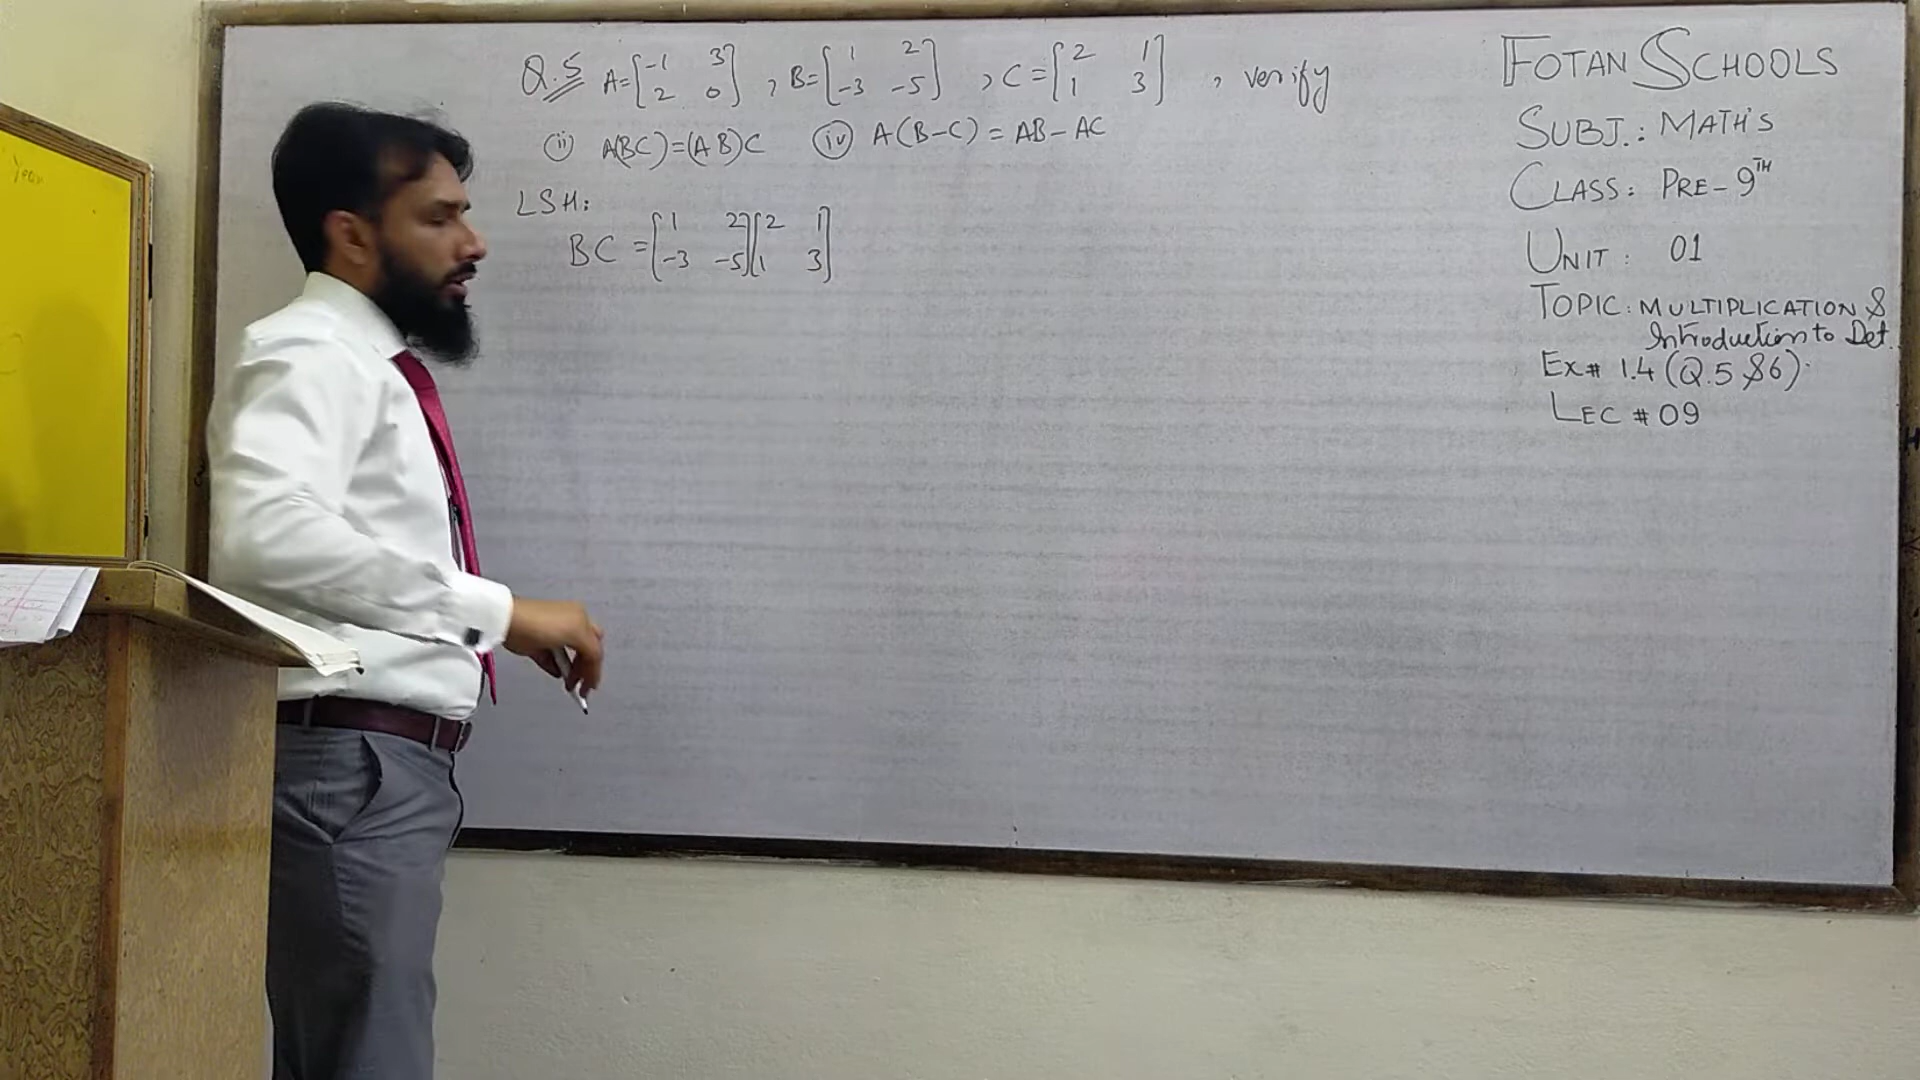 Q.5 A=[-1 3 2 0], B=[1 2 -3 -5], C=[2 1 1 3], verify
(ii) A(BC)=(AB)C (iv) A(B-C)=AB-AC
LSH:
BC=[1 2 -3 -5][2 1 1 3]
FOTAN SCHOOLS
SUBJ.: MATH'S
CLASS: PRE-9TH
UNIT: 01
TOPIC: MULTIPLICATION &
Introduction to Det.
EX# 1.4 (Q.5 &6).
LEC # 09
Year